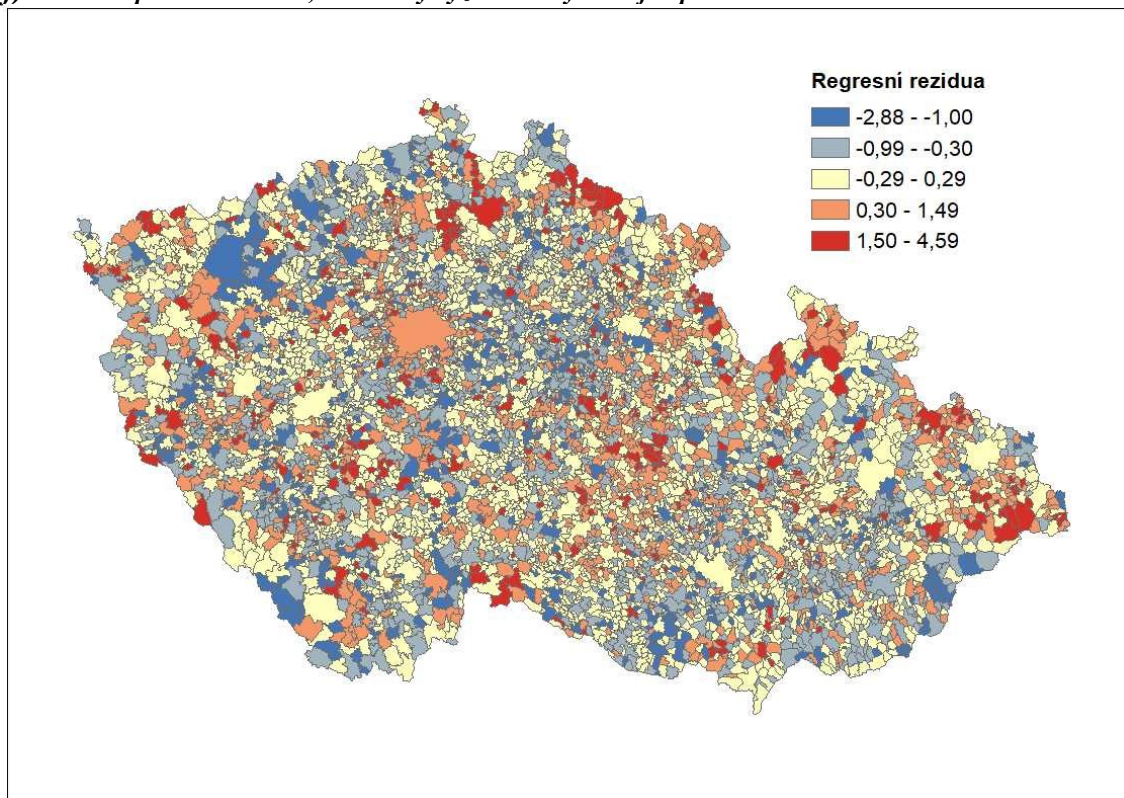 Regresní rezidua
-2,88 - -1,00
-0,99 - -0,30
-0,29 - 0,29
0,30 - 1,49
1,50 - 4,59